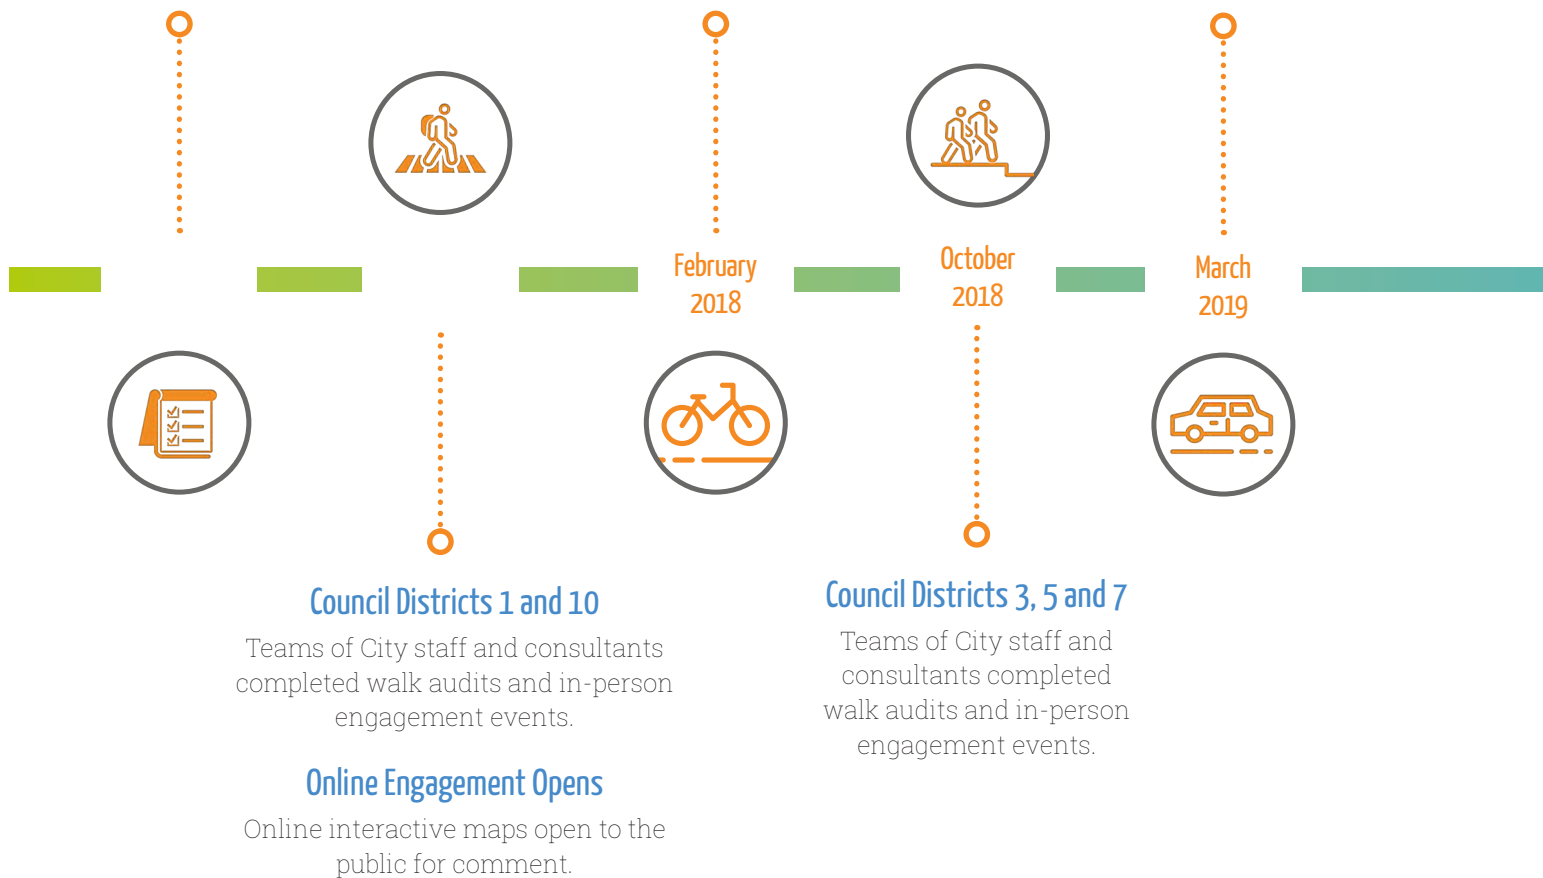 February
2018
October
2018
March
2019
Council Districts 1 and 10
Teams of City staff and consultants
completed walk audits and in-person
engagement events.
Online Engagement Opens
Online interactive maps open to the
public for comment.
Council Districts 3, 5 and 7
Teams of City staff and
consultants completed
walk audits and in-person
engagement events.